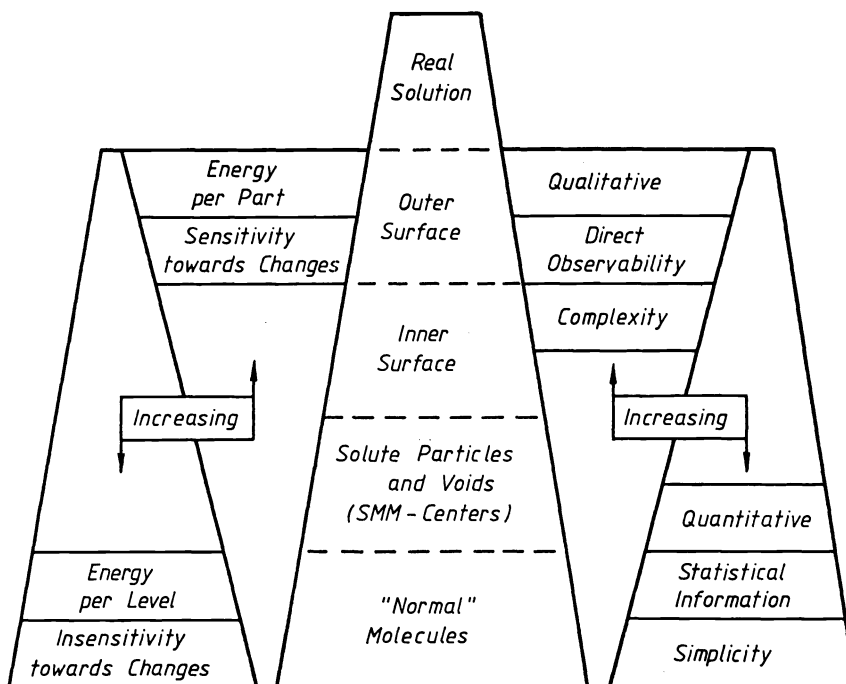 Real
Solution
Energy
per Part
Sensitivity
towards Changes
Outer
Surface
Qualitative
Direct
Observability
Complexity
Inner
Surface
Increasing
Increasing
Solute Particles
and Voids
(SMM-Centers)
Quantitative
Energy
per Level
Insensitivity
towards Changes
"Normal"
Molecules
Statistical
Information
Simplicity